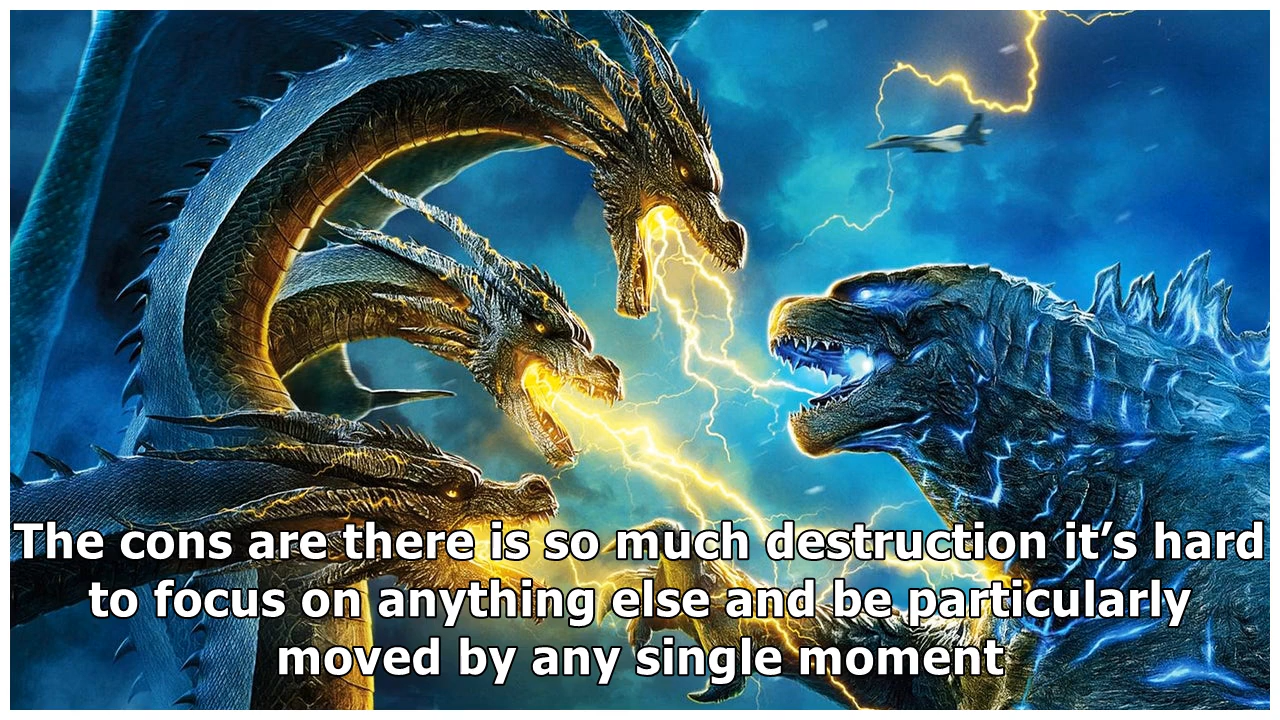 The cons are there is so much destruction it’s hard
to focus on anything else and be particularly
moved by any single moment